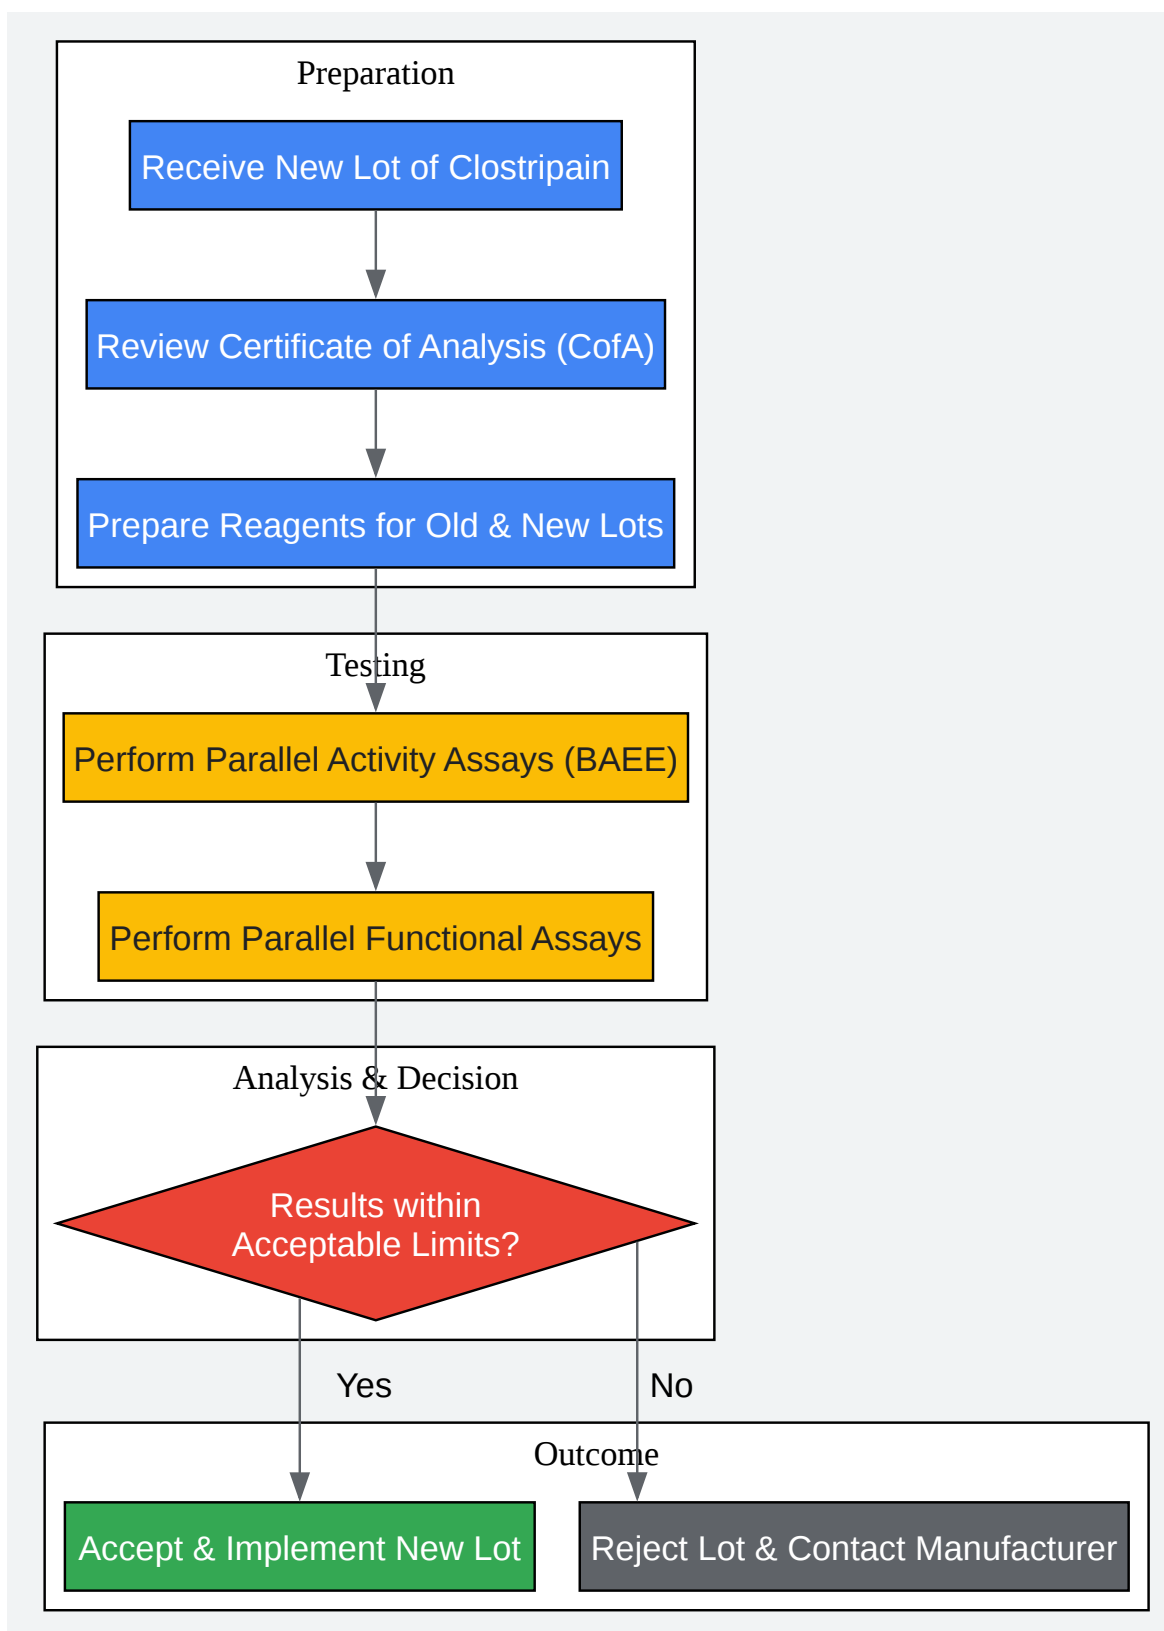 Preparation
Receive New Lot of Clostripain
Review Certificate of Analysis (CofA)
Prepare Reagents for Old & New Lots
Testing
Perform Parallel Activity Assays (BAEE)
Perform Parallel Functional Assays
Analysis & Decision
Results within
Acceptable Limits?
Yes
No
Outcome
Accept & Implement New Lot
Reject Lot & Contact Manufacturer